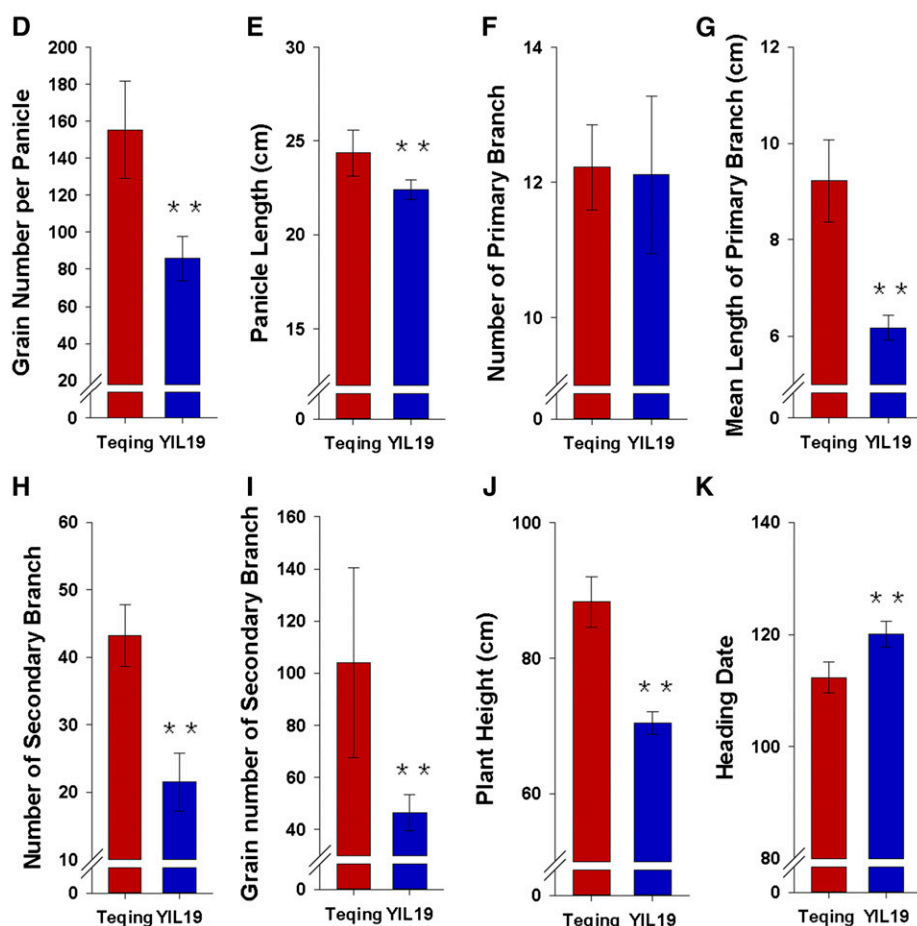 D
Grain Number per Panicle
200
180
160
140
120
100
80
60
40
20
0
* *
Teqing YIL19
E
Panicle Length (cm)
30
25
20
15
0
* *
Teqing YIL19
F
Number of Primary Branch
14
12
10
0
Teqing YIL19
G
Mean Length of Primary Branch (cm)
12
10
8
6
0
* *
Teqing YIL19
H
Number of Secondary Branch
60
50
40
30
20
10
0
* *
Teqing YIL19
I
Grain number of Secondary Branch
160
140
120
100
80
60
40
0
* *
Teqing YIL19
J
Plant Height (cm)
100
80
60
0
* *
Teqing YIL19
K
Heading Date
140
120
100
80
0
* *
Teqing YIL19